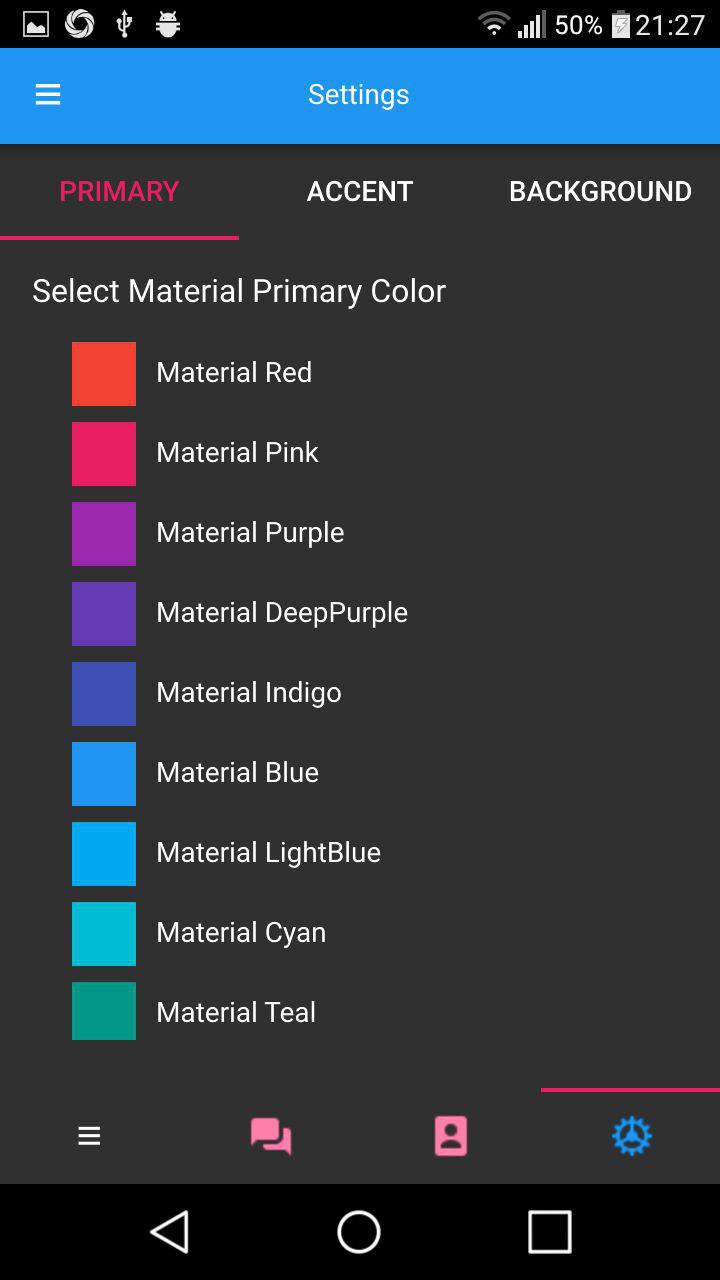 50% 21:27
Settings
PRIMARY ACCENT BACKGROUND
Select Material Primary Color
Material Red
Material Pink
Material Purple
Material DeepPurple
Material Indigo
Material Blue
Material LightBlue
Material Cyan
Material Teal